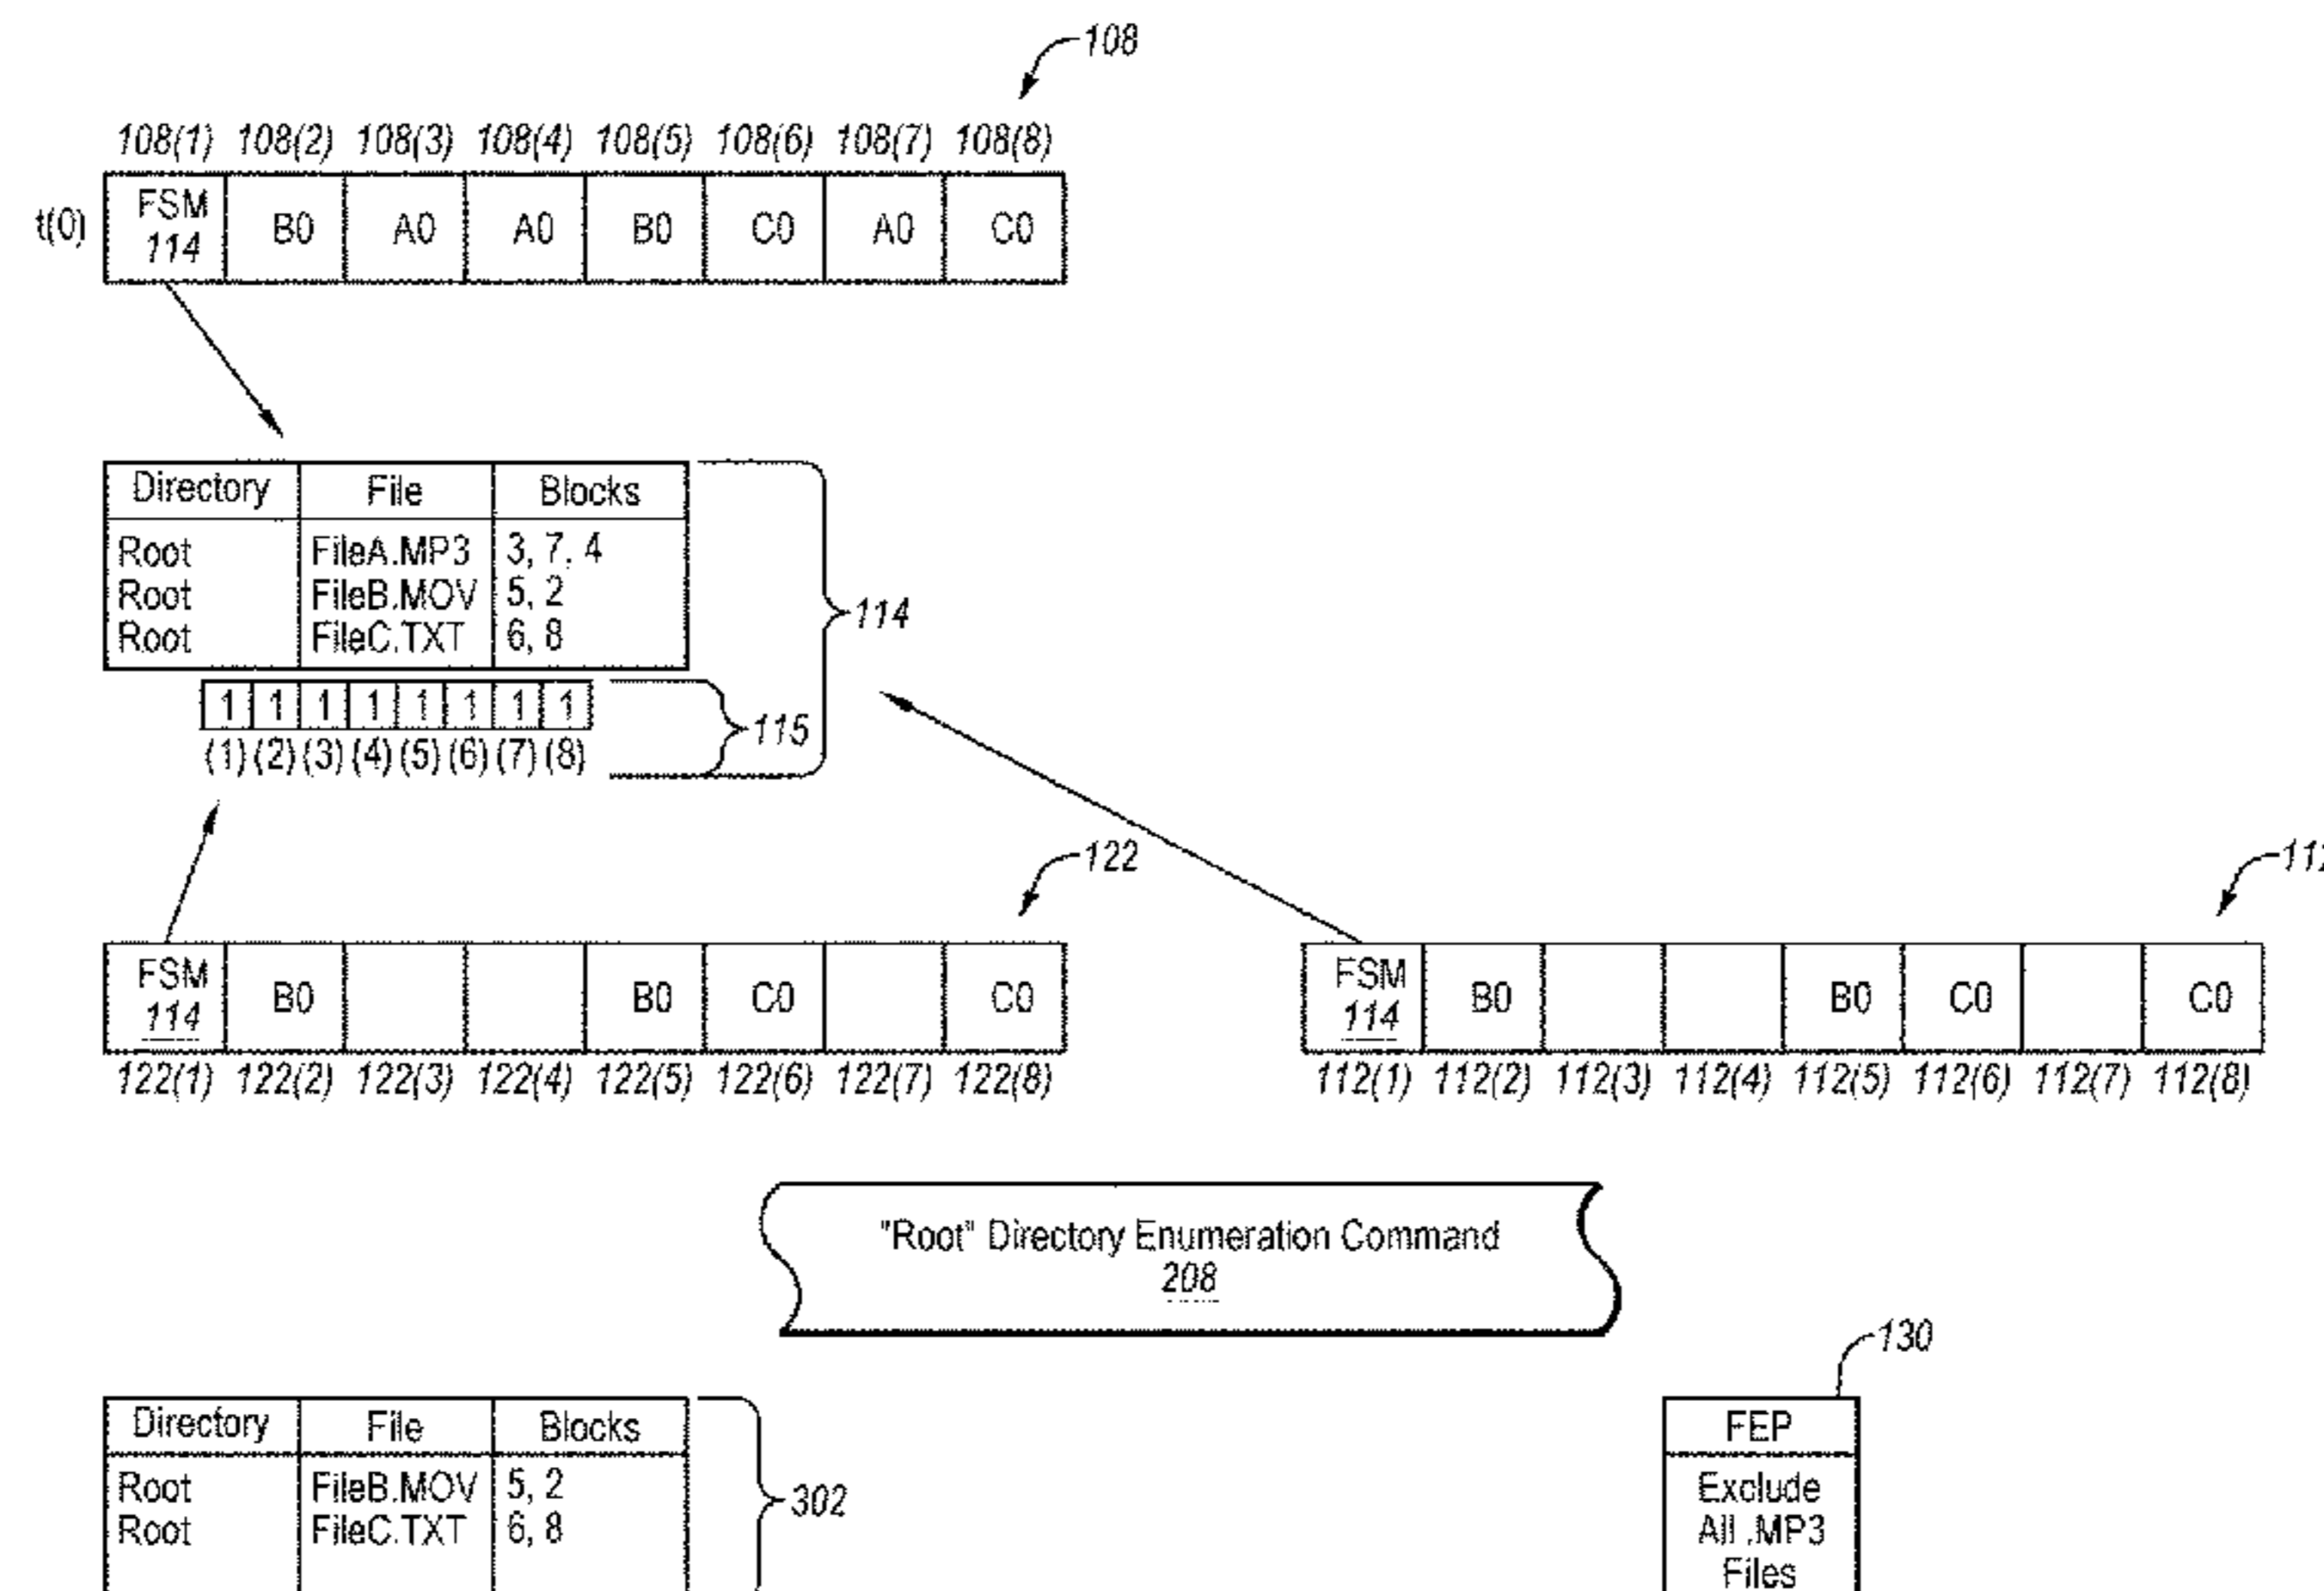 108
108(1) 108(2) 108(3) 108(4) 108(5) 108(6) 108(7) 108(8)
t(0)
FSM 114 B0 A0 A0 B0 C0 A0 C0
Directory File Blocks
Root FileA.MP3 3, 7, 4
Root FileB.MOV 5, 2
Root FileC.TXT 6, 8
114
1 1 1 1 1 1 1 1
(1) (2) (3) (4) (5) (6) (7) (8)
115
122
FSM 114 B0 B0 C0 C0
122(1) 122(2) 122(3) 122(4) 122(5) 122(6) 122(7) 122(8)
FSM 114 B0 B0 C0 C0
112(1) 112(2) 112(3) 112(4) 112(5) 112(6) 112(7) 112(8)
"Root" Directory Enumeration Command
208
Directory File Blocks
Root FileB.MOV 5, 2
Root FileC.TXT 6, 8
302
130
FEP
Exclude
All .MP3
Files